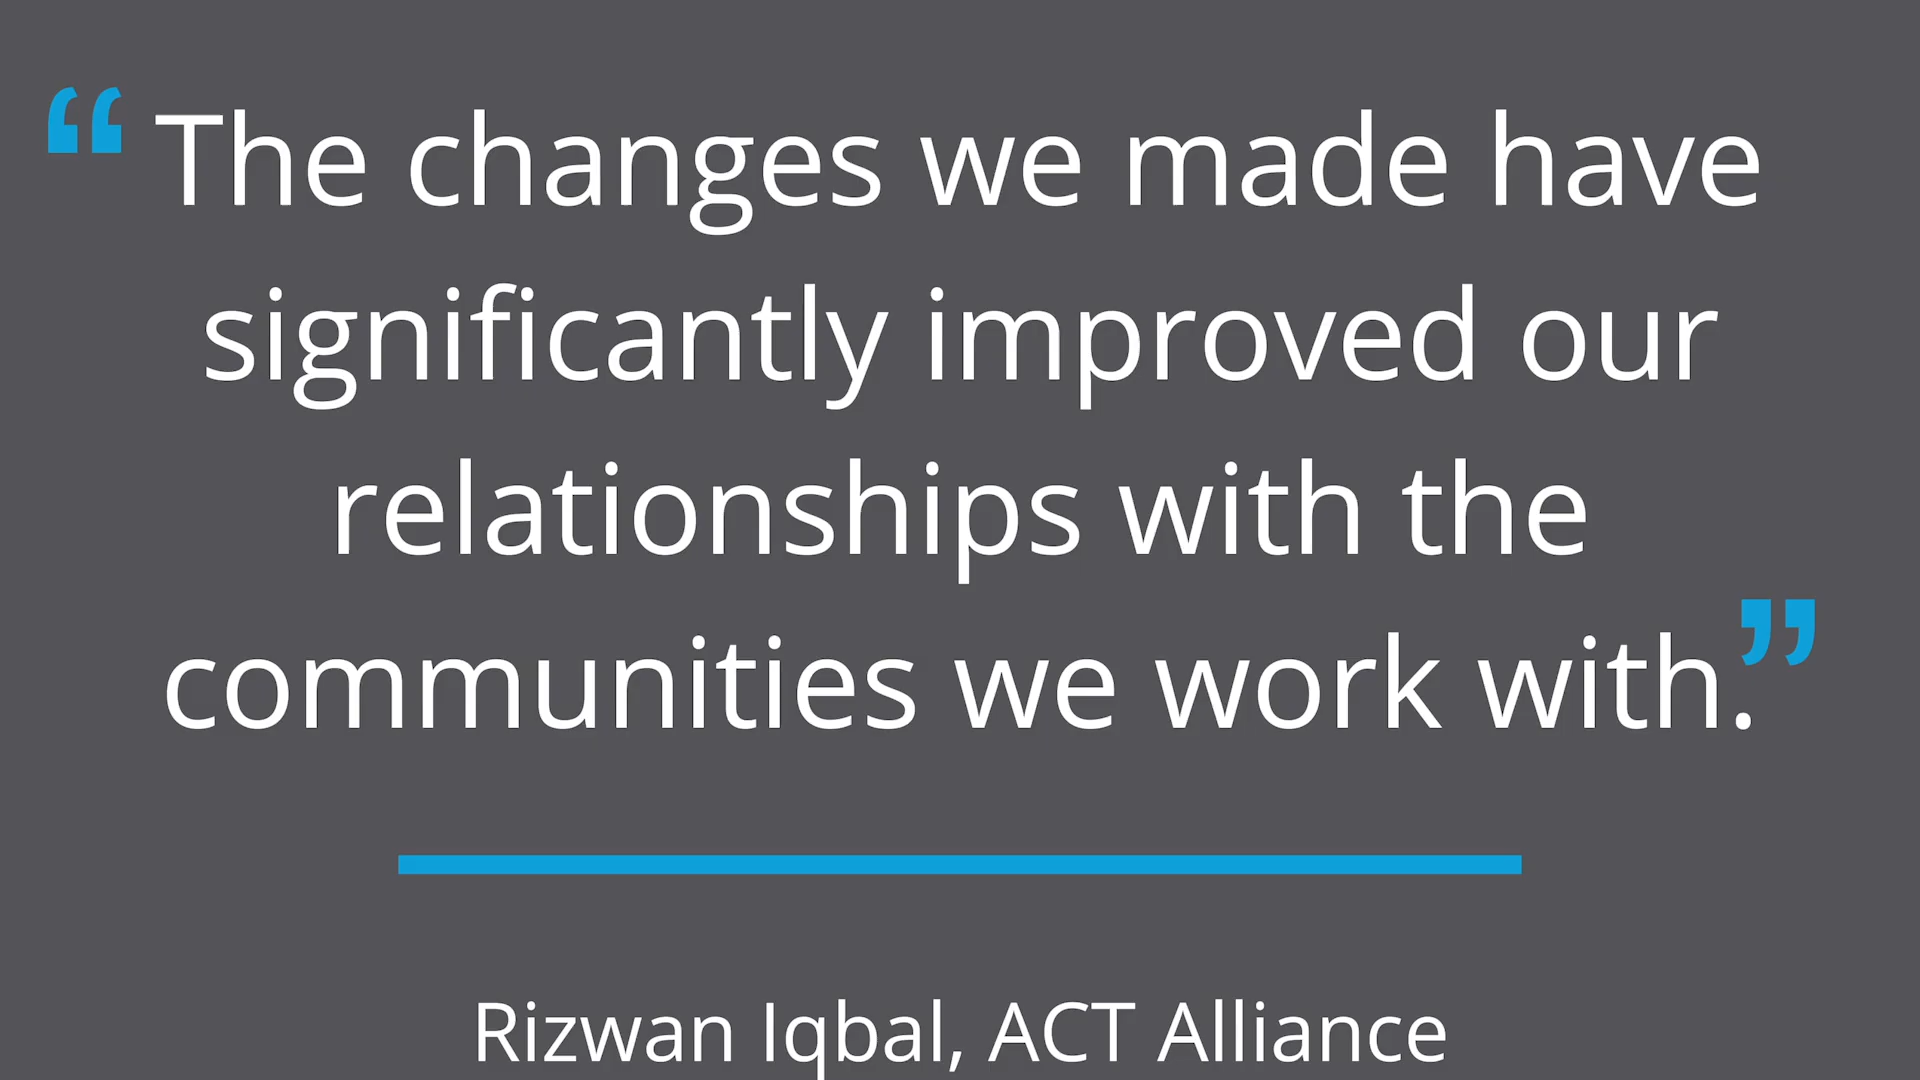 “The changes we made have
significantly improved our
relationships with the
communities we work with.”
Rizwan Iqbal, ACT Alliance